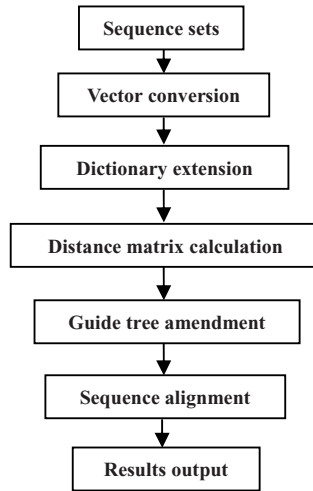 Sequence sets
Vector conversion
Dictionary extension
Distance matrix calculation
Guide tree amendment
Sequence alignment
Results output